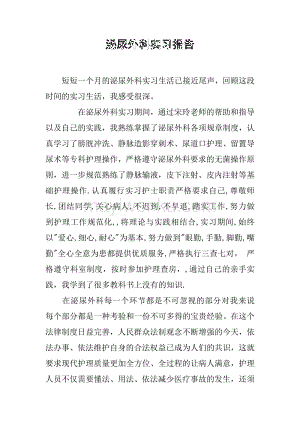 泌尿外科实习报告
短短一个月的泌尿外科实习生活已接近尾声，回顾这段
时间的实习生活，我感受很深。
在泌尿外科实习期间，通过宋玲老师的帮助和指导
以及自己的实践，我熟练掌握了泌尿外科各项规章制度，认
真学习了膀胱冲洗、静脉造影穿刺术、尿道口护理、留置导
尿术等专科护理操作，严格遵守泌尿外科要求的无菌操作原
则，进一步规范熟练了静脉输液，皮下注射、皮内注射等基
础护理操作,认真履行实习护士职责严格要求自己,尊敬师
长,团结同学,关心病人,不迟到,不早退,踏实工作,努力
做到护理工作规范化,,将理论与实践相结合,实习期间,始终
以"爱心,细心,耐心"为基本,努力做到"眼勤,手勤,脚勤,嘴
勤"全心全意为患都提供优质服务,严格执行三查七对，严
格遵守科室制度，按时参加护理查房，,通过自己的亲手实
践，我学到了很多教科书上没有的知识.
在泌尿外科每一个环节都是不可忽视的部分对我来说
每个部分都是一种考验和一份不可多得的宝贵经验。在这个
法律制度日益完善，人民群众法制观念不断增强的今天，依
法办事、依法维护自身的合法权益已成为人们的共识，这就
要求现代护理质量更加全方位、全过程的让病人满意，护理
人员不仅需要懂法、用法、依法减少医疗事故的发生，还须